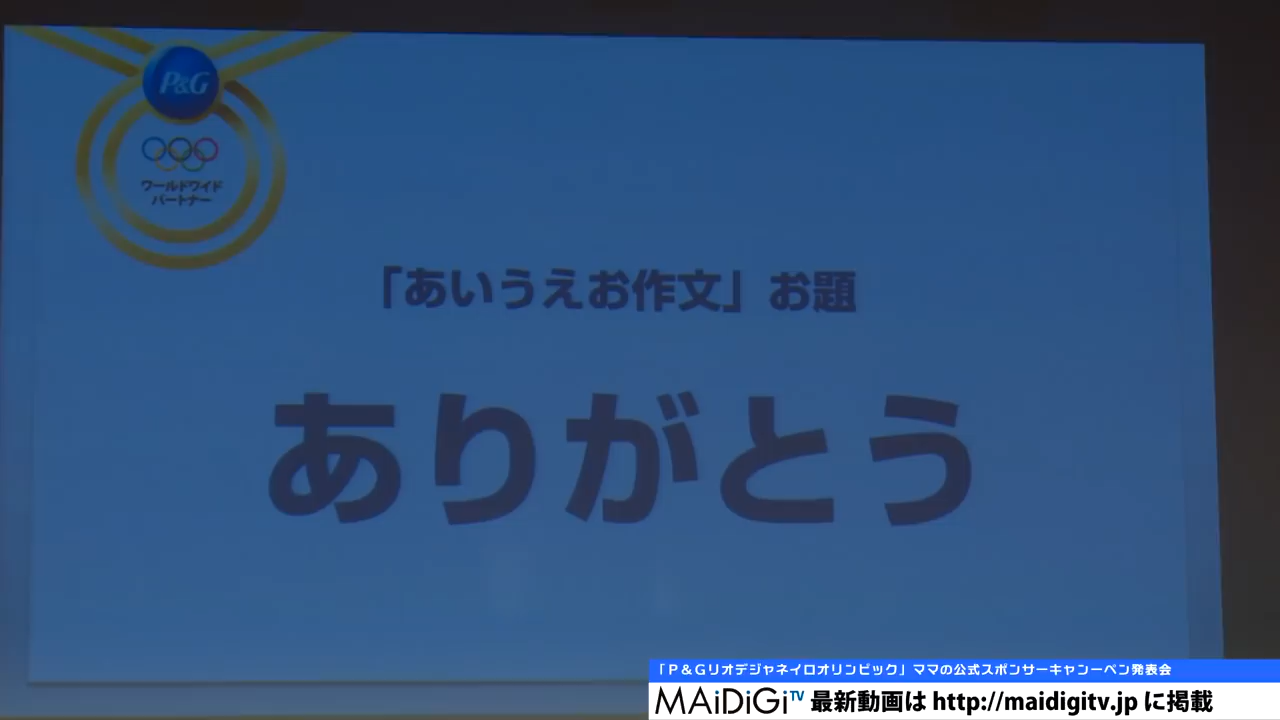 P&G
ワールドワイド
パートナー
「あいうえお作文」お題
ありがとう
「P&Gリオデジャネイロオリンピック」ママの公式スポンサーキャンーペン発表会
MAiDiGiTV 最新動画は http://maidigitv.jp に掲載